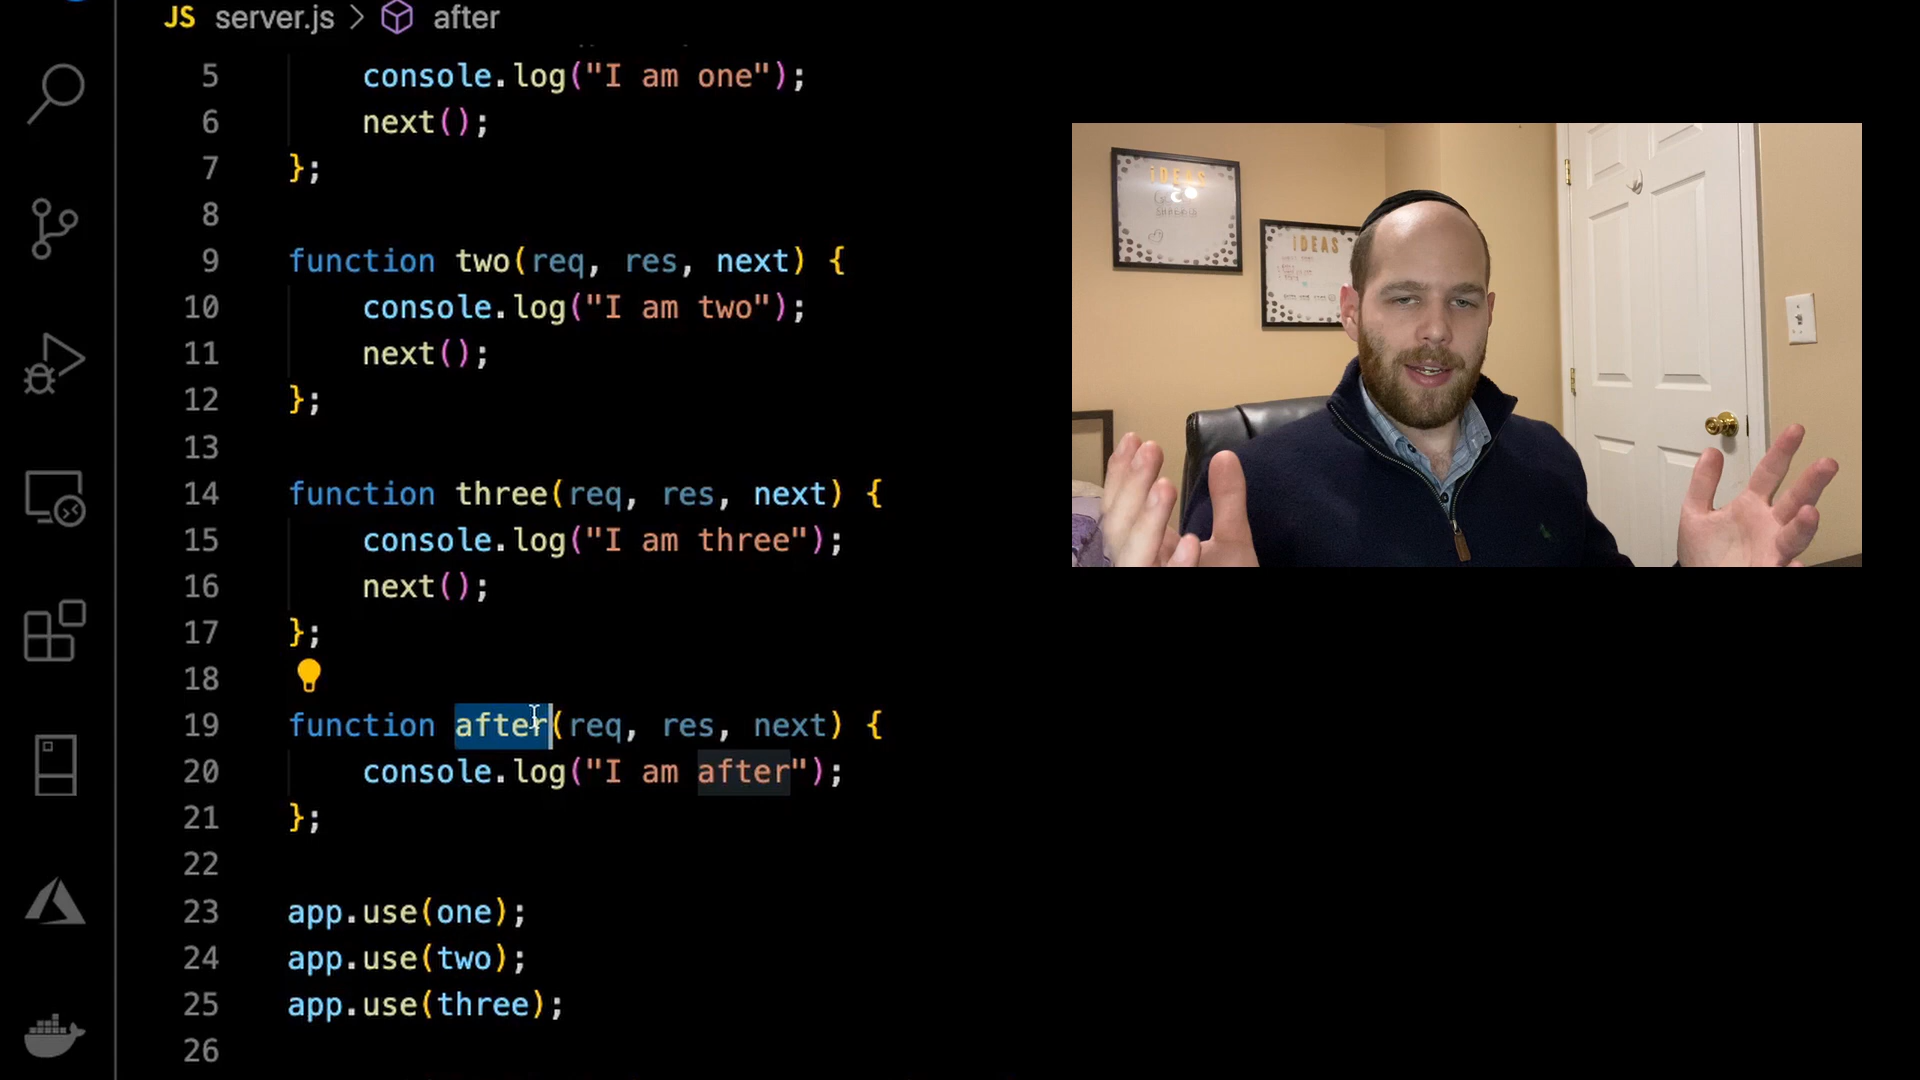 JS server.js > after
5 console.log("I am one");
6 next();
7 };
8
9 function two(req, res, next) {
10 console.log("I am two");
11 next();
12 };
13
14 function three(req, res, next) {
15 console.log("I am three");
16 next();
17 };
18
19 function after(req, res, next) {
20 console.log("I am after");
21 };
22
23 app.use(one);
24 app.use(two);
25 app.use(three);
26
iDEAS
iDEAS